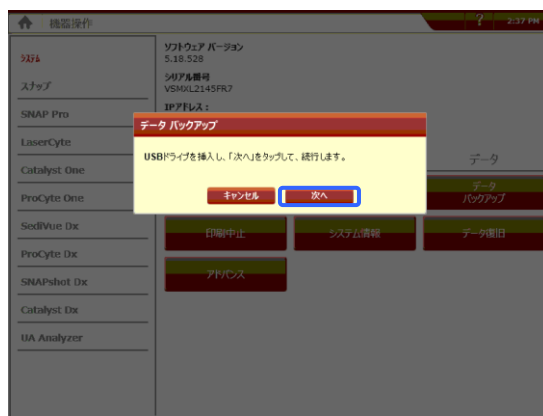 機器操作
?
2:37 PM
システム
スナップ
SNAP Pro
LaserCyte
Catalyst One
ProCyte One
SediVue Dx
ProCyte Dx
SNAPshot Dx
Catalyst Dx
UA Analyzer
ソフトウェア バージョン
5.18.528
シリアル番号
VSMXL2145FR7
IPアドレス :
データ バックアップ
USBドライブを挿入し、「次へ」をタップして、続行します。
キャンセル
次へ
データ
データ
バックアップ
印刷中止
システム情報
データ復旧
アドバンス